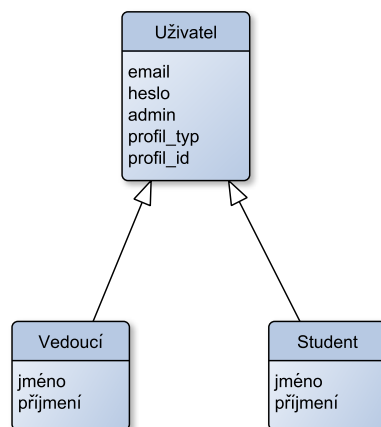 Uživatel
email
heslo
admin
profil_typ
profil_id
Vedoucí
jméno
příjmení
Student
jméno
příjmení